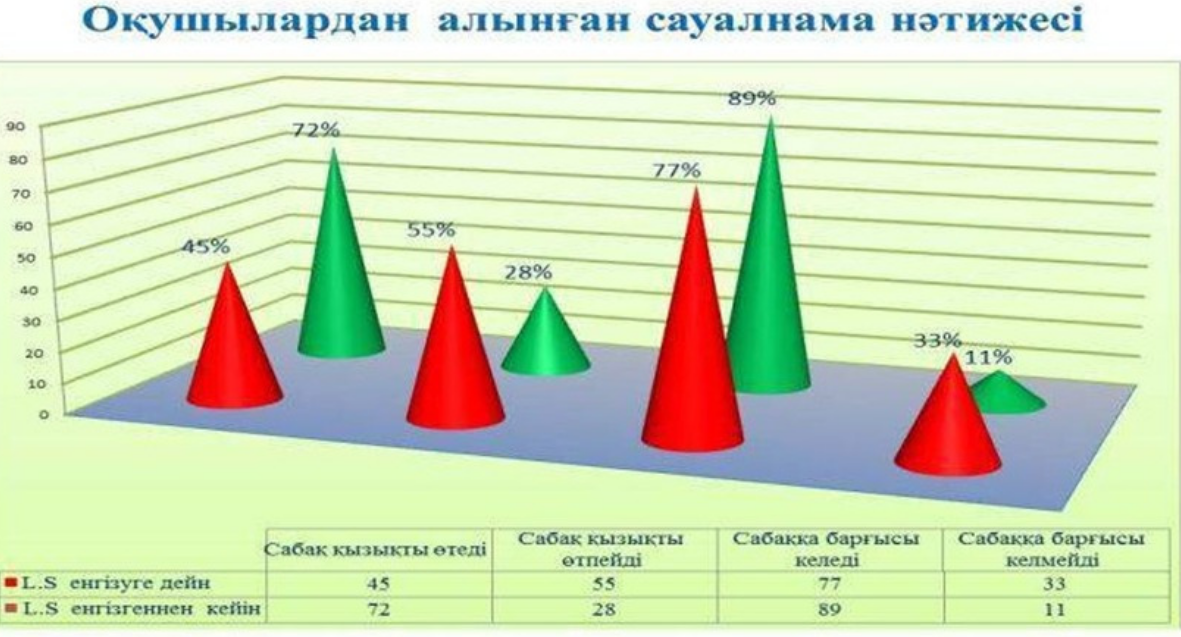 Оқушылардан алынған сауалнама нәтижесі
90
80
70
60
50
40
30
20
10
0
45%
72%
55%
28%
77%
89%
33%
11%
Сабақ қызықты өтеді
Сабақ қызықты
өтпейді
Сабаққа барғысы
келеді
Сабаққа барғысы
келмейді
L.S енгізуге дейн 45 55 77 33
L.S енгізгеннен кейін 72 28 89 11